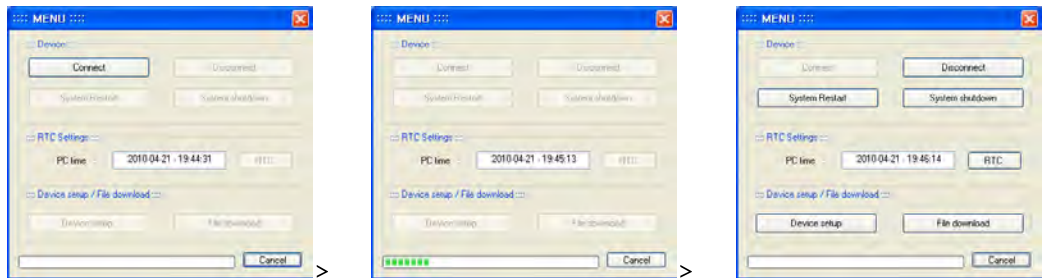 :::: MENU ::::
::: Device :::
Connect Disconnect
System Restart System shutdown
::: RTC Settings :::
PC time : 2010-04-21 - 19:44:31 RTC
::: Device setup / File download :::
Device setup File download
Cancel
>
:::: MENU ::::
::: Device :::
Connect Disconnect
System Restart System shutdown
::: RTC Settings :::
PC time : 2010-04-21 - 19:45:13 RTC
::: Device setup / File download :::
Device setup File download
Cancel
>
:::: MENU ::::
::: Device :::
Connect Disconnect
System Restart System shutdown
::: RTC Settings :::
PC time : 2010-04-21 - 19:46:14 RTC
::: Device setup / File download :::
Device setup File download
Cancel